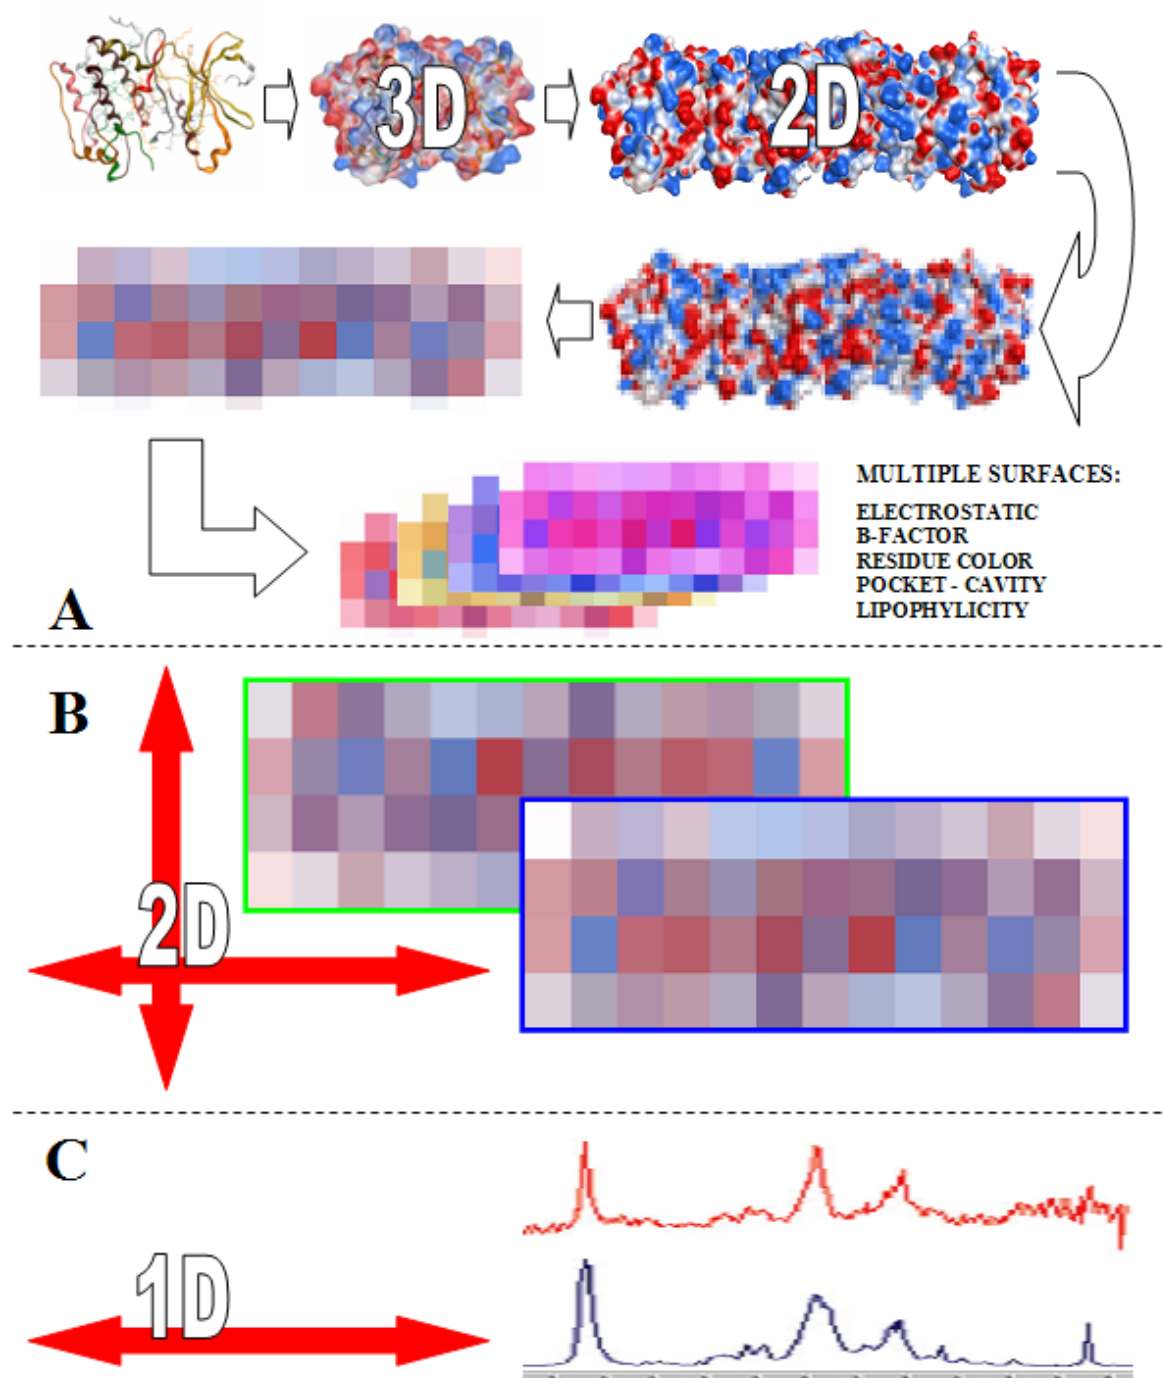 3D
2D
MULTIPLE SURFACES:
ELECTROSTATIC
B-FACTOR
RESIDUE COLOR
POCKET - CAVITY
LIPOPHYLICITY
A
B
2D
C
1D